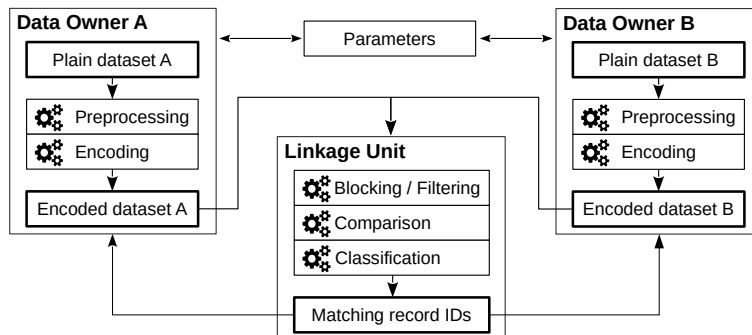 Data Owner A
Plain dataset A
Preprocessing
Encoding
Encoded dataset A
Parameters
Data Owner B
Plain dataset B
Preprocessing
Encoding
Encoded dataset B
Linkage Unit
Blocking / Filtering
Comparison
Classification
Matching record IDs